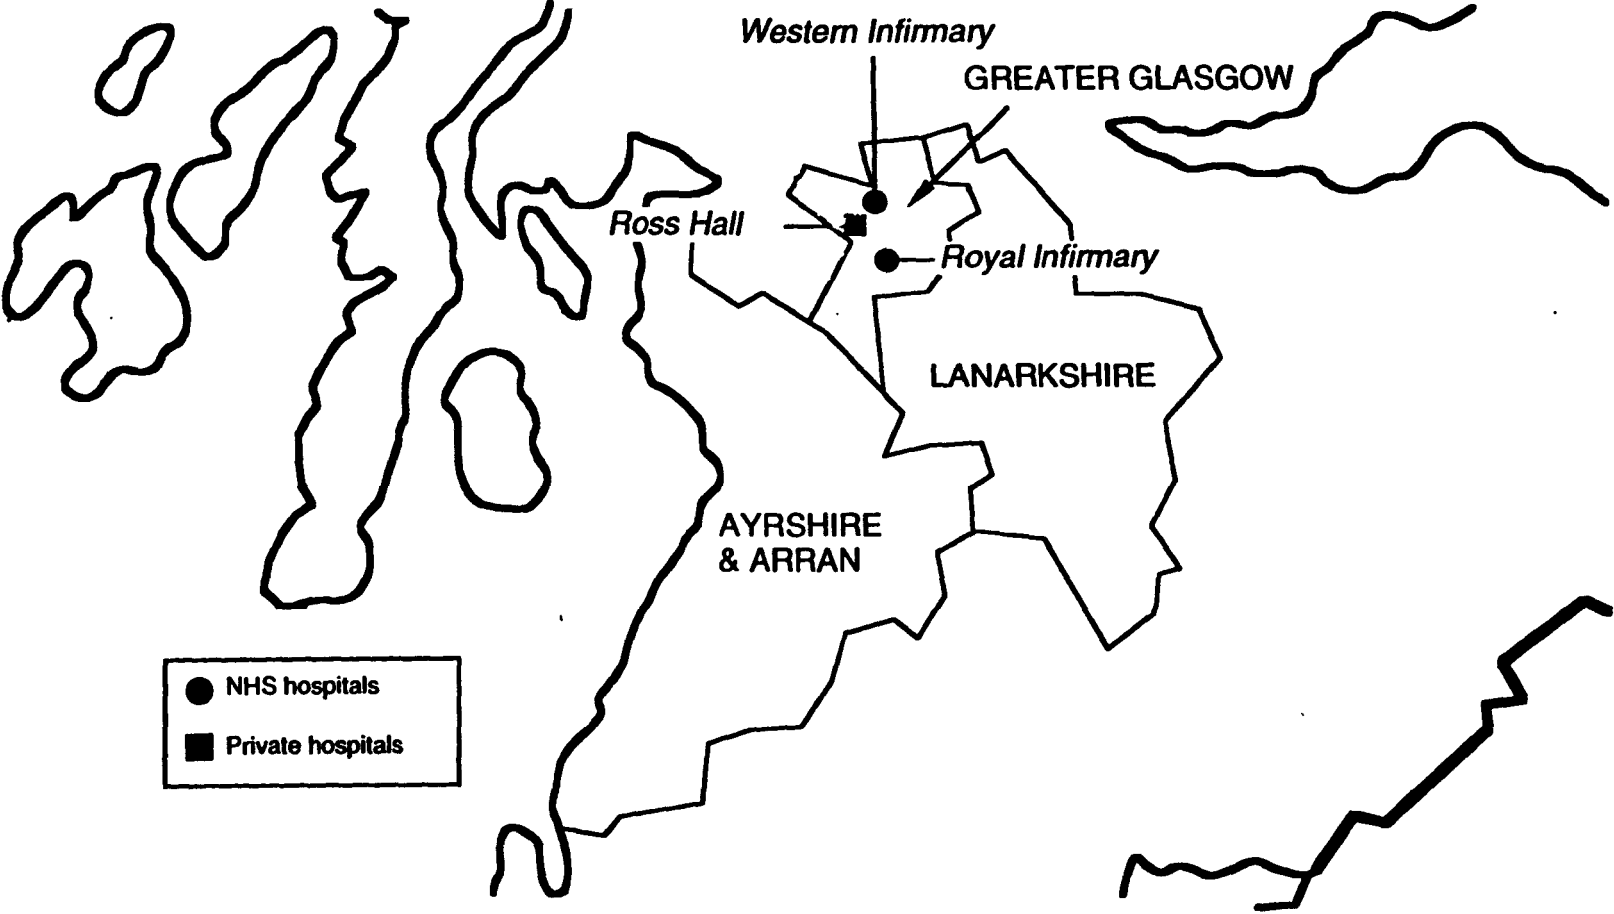 Western Infirmary
GREATER GLASGOW
Ross Hall
Royal Infirmary
LANARKSHIRE
AYRSHIRE
& ARRAN
NHS hospitals
Private hospitals